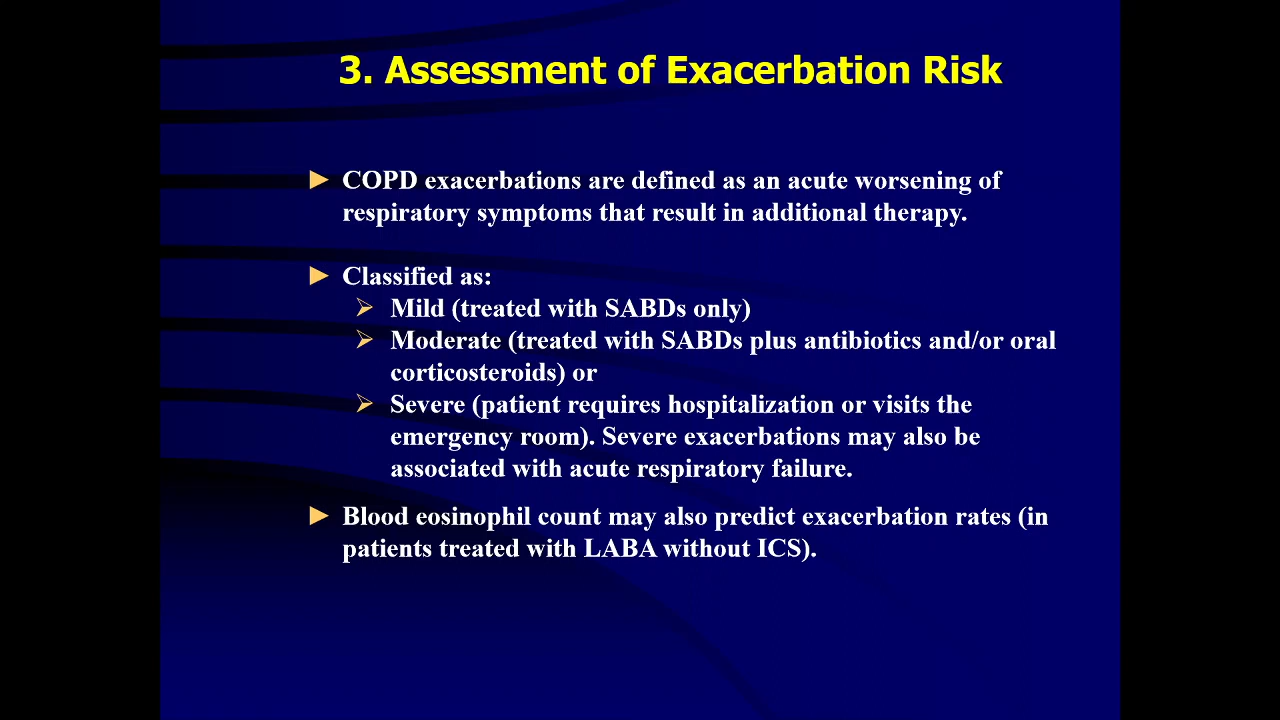 3. Assessment of Exacerbation Risk
► COPD exacerbations are defined as an acute worsening of
respiratory symptoms that result in additional therapy.
► Classified as:
➢ Mild (treated with SABDs only)
➢ Moderate (treated with SABDs plus antibiotics and/or oral
corticosteroids) or
➢ Severe (patient requires hospitalization or visits the
emergency room). Severe exacerbations may also be
associated with acute respiratory failure.
► Blood eosinophil count may also predict exacerbation rates (in
patients treated with LABA without ICS).